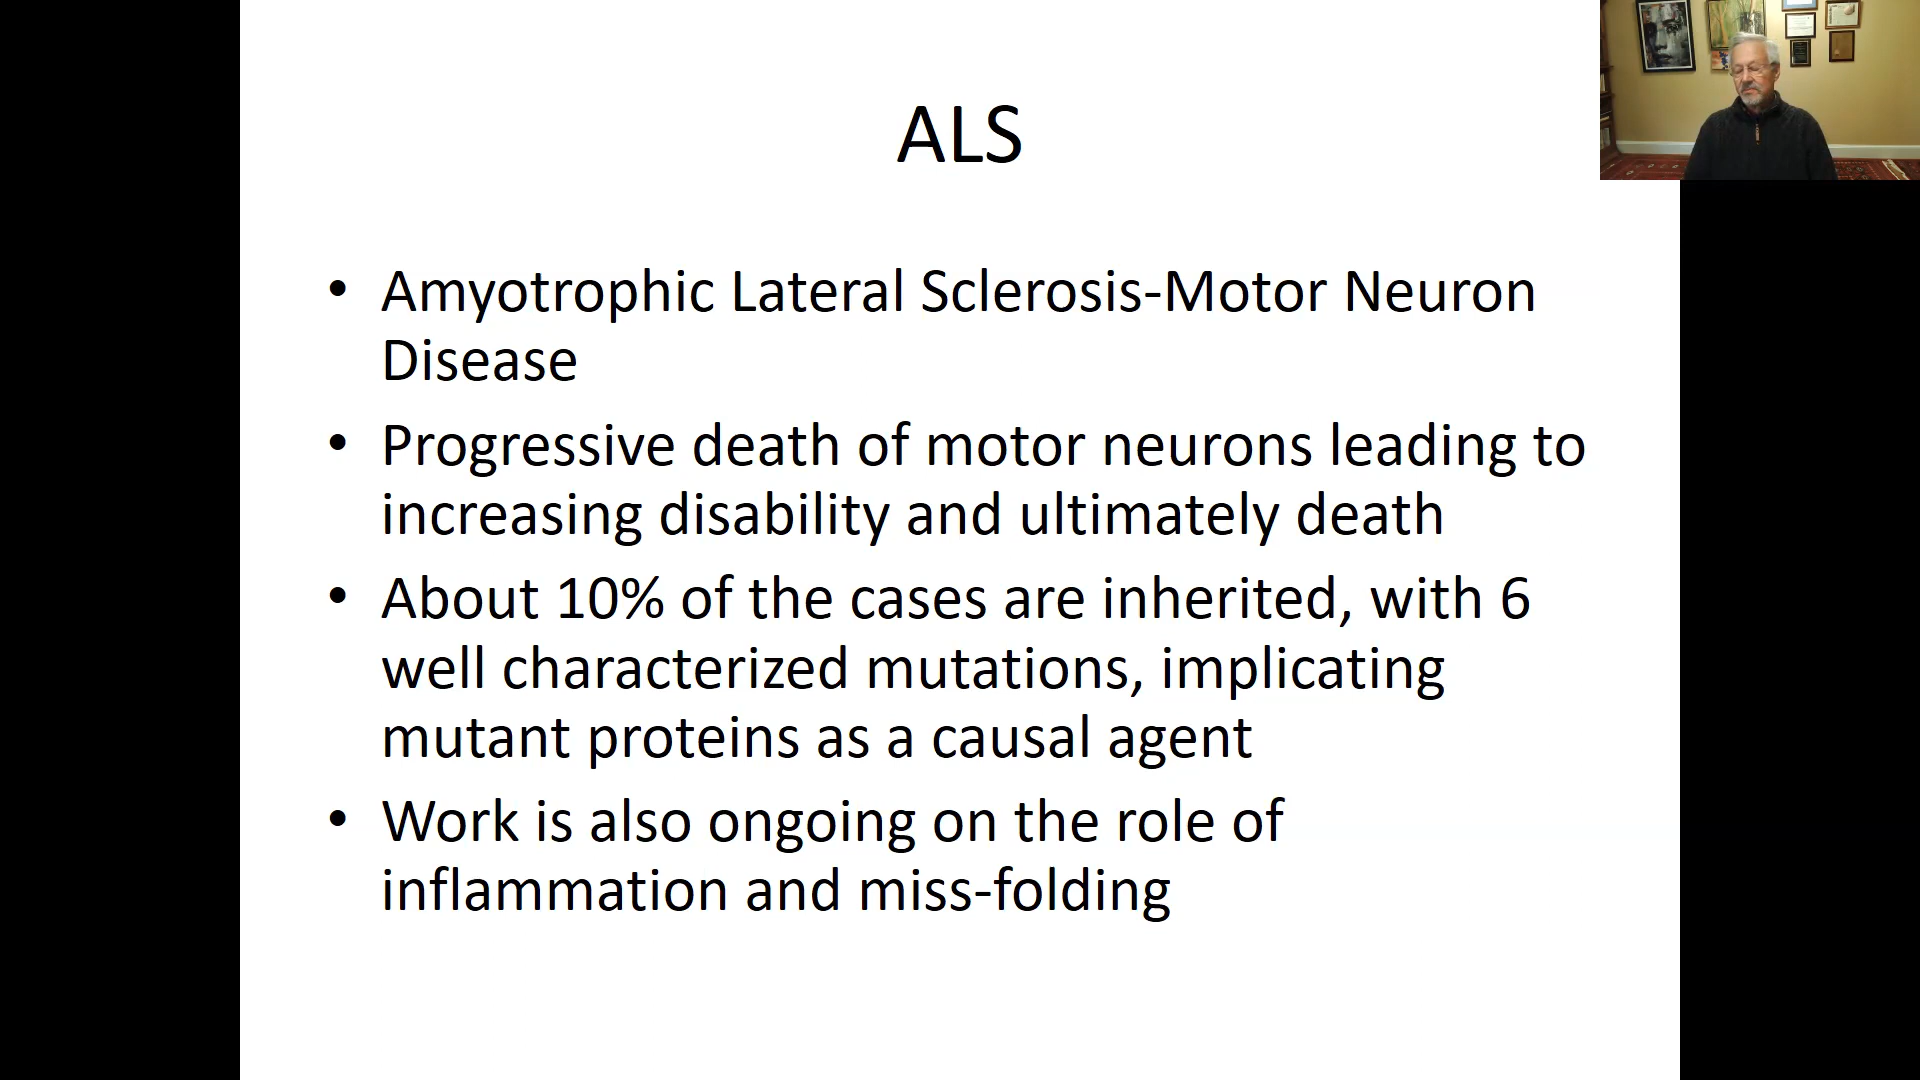 ALS
• Amyotrophic Lateral Sclerosis-Motor Neuron
Disease
• Progressive death of motor neurons leading to
increasing disability and ultimately death
• About 10% of the cases are inherited, with 6
well characterized mutations, implicating
mutant proteins as a causal agent
• Work is also ongoing on the role of
inflammation and miss-folding